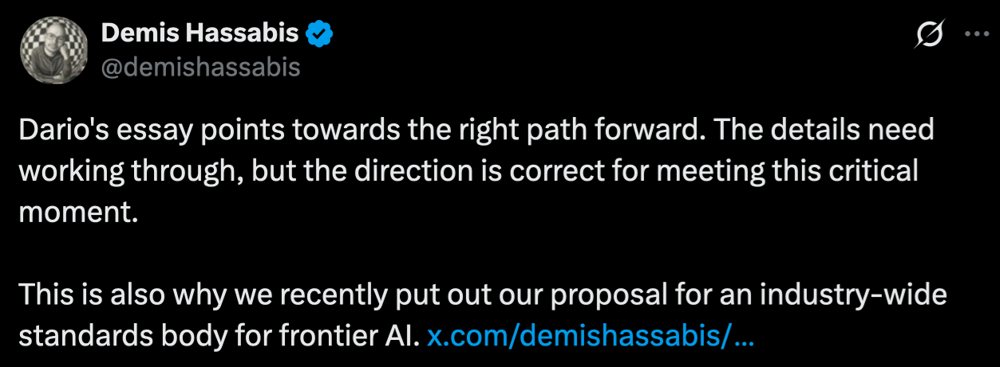 Demis Hassabis
@demishassabis
Dario's essay points towards the right path forward. The details need
working through, but the direction is correct for meeting this critical
moment.
This is also why we recently put out our proposal for an industry-wide
standards body for frontier AI. x.com/demishassabis/...